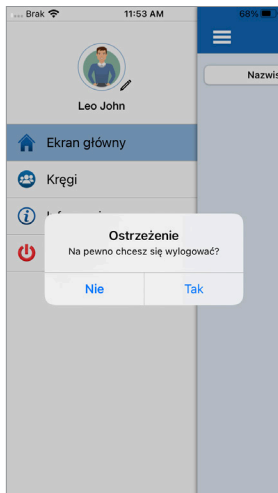 .... Brak 11:53 AM 68%
Nazwis
Leo John
Ekran główny
Kręgi
Ostrzeżenie
Na pewno chcesz się wylogować?
Nie Tak